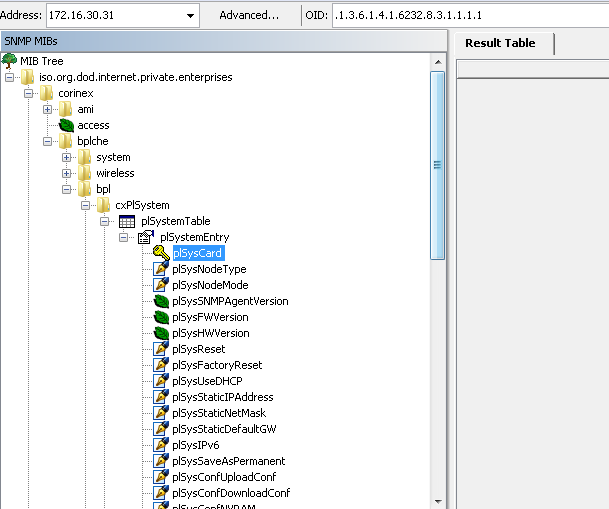 Address: 172.16.30.31 Advanced... OID: .1.3.6.1.4.1.6232.8.3.1.1.1.1
SNMP MIBs
Result Table
MIB Tree
iso.org.dod.internet.private.enterprises
corinex
ami
access
bplche
system
wireless
bpl
cxPlSystem
plSystemTable
plSystemEntry
plSysCard
plSysNodeType
plSysNodeMode
plSysSNMPAgentVersion
plSysFWVersion
plSysHWVersion
plSysReset
plSysFactoryReset
plSysUseDHCP
plSysStaticIPAddress
plSysStaticNetMask
plSysStaticDefaultGW
plSysIPv6
plSysSaveAsPermanent
plSysConfUploadConf
plSysConfDownloadConf
plSysConfNVRAM